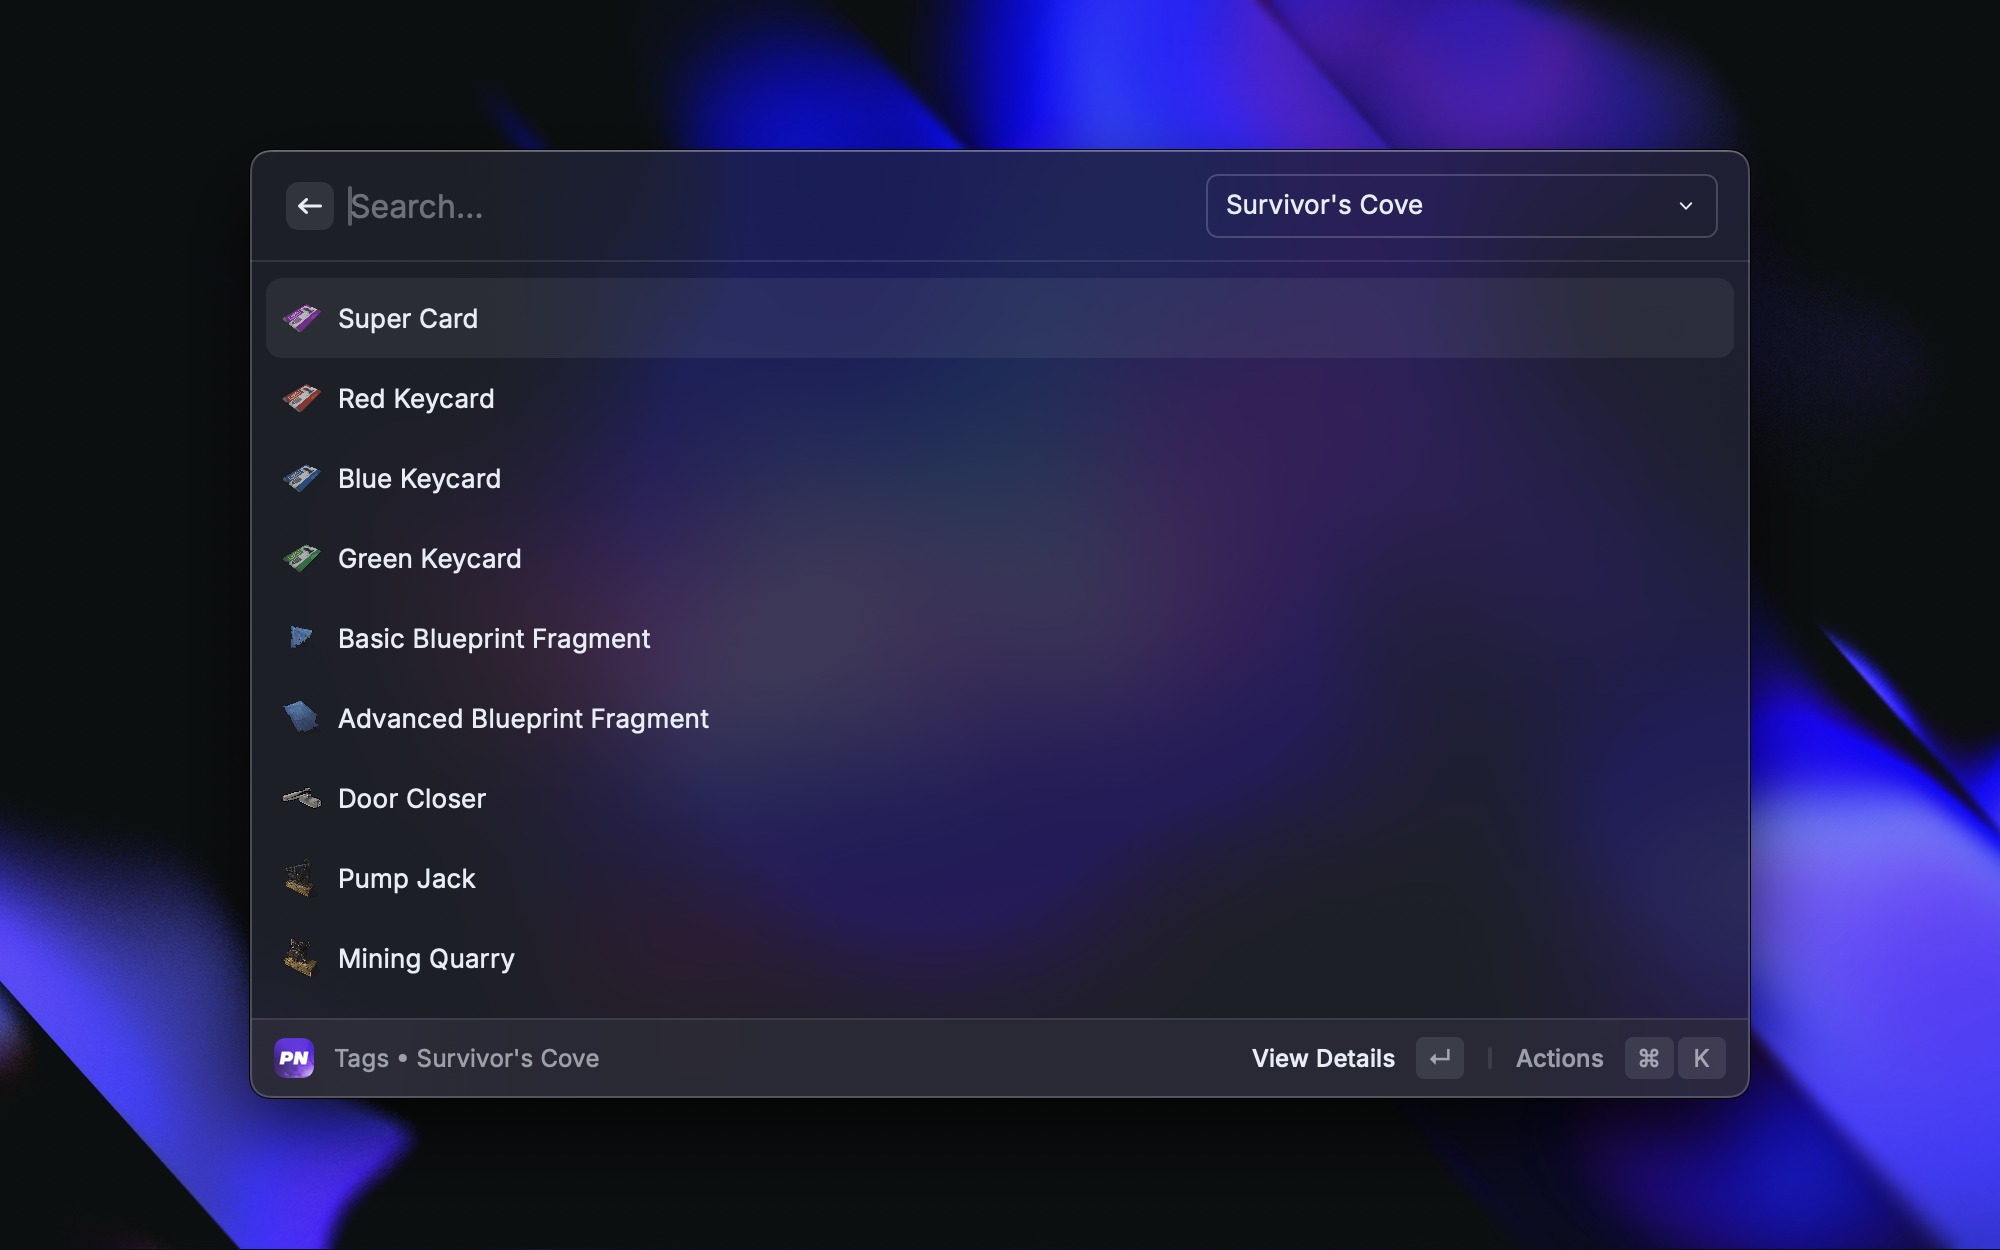 Search...
Survivor's Cove
Super Card
Red Keycard
Blue Keycard
Green Keycard
Basic Blueprint Fragment
Advanced Blueprint Fragment
Door Closer
Pump Jack
Mining Quarry
PN Tags • Survivor's Cove
View Details ↵ Actions ⌘ K